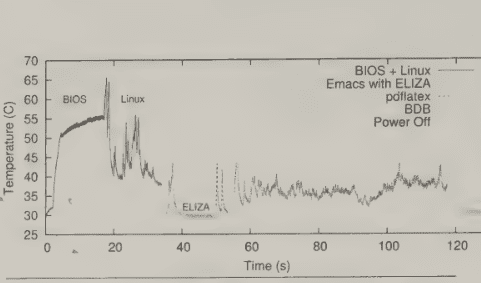 70
65
60
55
50
45
40
35
30
25
Temperature (C)
BIOS
Linux
ELIZA
BIOS + Linux
Emacs with ELIZA
pdflatex
BDB
Power Off
0 20 40 60 80 100 120
Time (s)